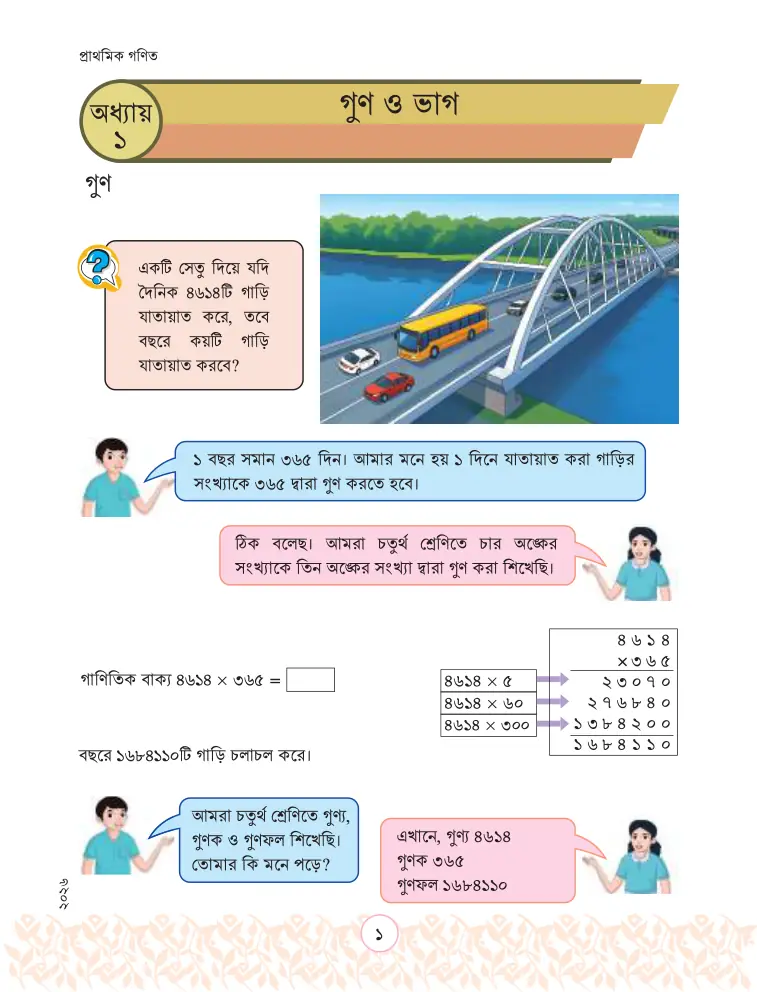 প্রাথমিক গণিত
অধ্যায়
১
গুণ ও ভাগ
গুণ
?
একটি সেতু দিয়ে যদি
দৈনিক ৪৬১৪টি গাড়ি
যাতায়াত করে, তবে
বছরে কয়টি গাড়ি
যাতায়াত করবে?
১ বছর সমান ৩৬৫ দিন। আমার মনে হয় ১ দিনে যাতায়াত করা গাড়ির
সংখ্যাকে ৩৬৫ দ্বারা গুণ করতে হবে।
ঠিক বলেছ। আমরা চতুর্থ শ্রেণিতে চার অঙ্কের
সংখ্যাকে তিন অঙ্কের সংখ্যা দ্বারা গুণ করা শিখেছি।
গাণিতিক বাক্য ৪৬১৪ × ৩৬৫ =
৪৬১৪ × ৫
৪৬১৪ × ৬০
৪৬১৪ × ৩০০
৪ ৬ ১ ৪
× ৩ ৬ ৫
২ ৩ ০ ৭ ০
২ ৭ ৬ ৮ ৪ ০
১ ৩ ৮ ৪ ২ ০ ০
১ ৬ ৮ ৪ ১ ১ ০
বছরে ১৬৮৪১১০টি গাড়ি চলাচল করে।
আমরা চতুর্থ শ্রেণিতে গুণ্য,
গুণক ও গুণফল শিখেছি।
তোমার কি মনে পড়ে?
এখানে, গুণ্য ৪৬১৪
গুণক ৩৬৫
গুণফল ১৬৮৪১১০
২০২৬
১